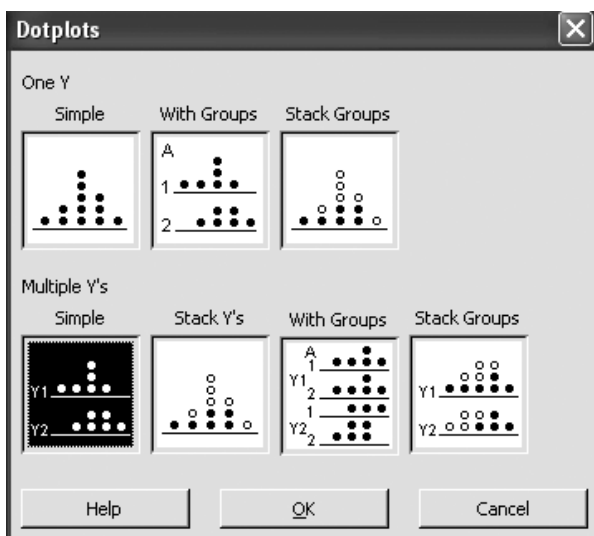 Dotplots
One Y
Simple With Groups Stack Groups
A
1
2
Multiple Y's
Simple Stack Y's With Groups Stack Groups
Y1
Y2
A
1
Y1
2
1
Y2
2
Y1
Y2
Help OK Cancel